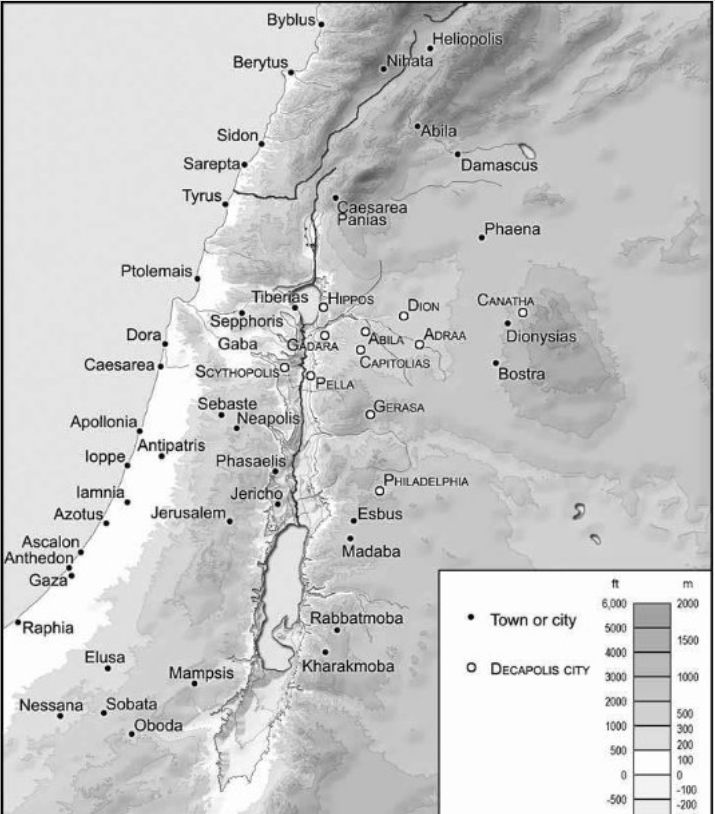 Byblus
Heliopolis
Nihata
Berytus
Abila
Sidon
Damascus
Sarepta
Tyrus
Caesarea
Panias
Phaena
Ptolemais
Tiberias
HIPPOS
DION
CANATHA
Sepphoris
Dionysias
Dora
Gaba
GADARA
ABILA
ADRAA
Caesarea
SCYTHOPOLIS
CAPITOLIAS
Bostra
PELLA
Sebaste
GERASA
Neapolis
Apollonia
Antipatris
Ioppe
Phasaelis
PHILADELPHIA
Iamnia
Jericho
Azotus
Jerusalem
Esbus
Ascalon
Madaba
Anthedon
Gaza
Raphia
Rabbatmoba
Elusa
Kharakmoba
Mampsis
Nessana
Sobata
Oboda
Town or city
DECAPOLIS CITY
ft
m
6,000
2000
5000
1500
4000
3000
1000
2000
500
1000
300
200
500
100
0
0
-100
-500
-200